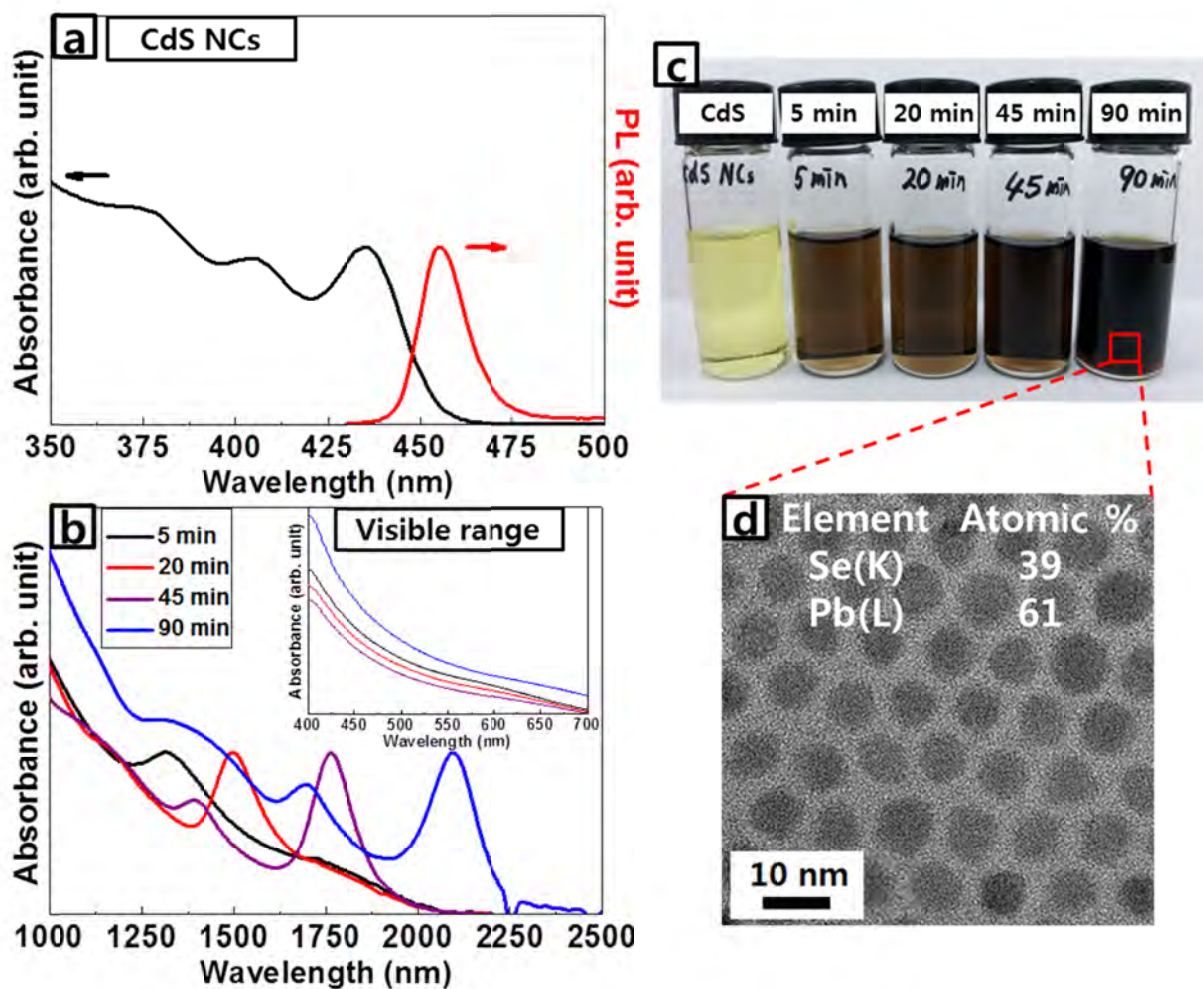 a
CdS NCs
Absorbance (arb. unit)
PL (arb. unit)
350 375 400 425 450 475 500
Wavelength (nm)
b
5 min
20 min
45 min
90 min
Visible range
Absorbance (arb. unit)
400 450 500 550 600 650 700
Wavelength (nm)
Absorbance (arb. unit)
1000 1250 1500 1750 2000 2250 2500
Wavelength (nm)
c
CdS 5 min 20 min 45 min 90 min
CdS NCs 5 min 20 min 45 min 90 min
d
Element Atomic %
Se(K) 39
Pb(L) 61
10 nm